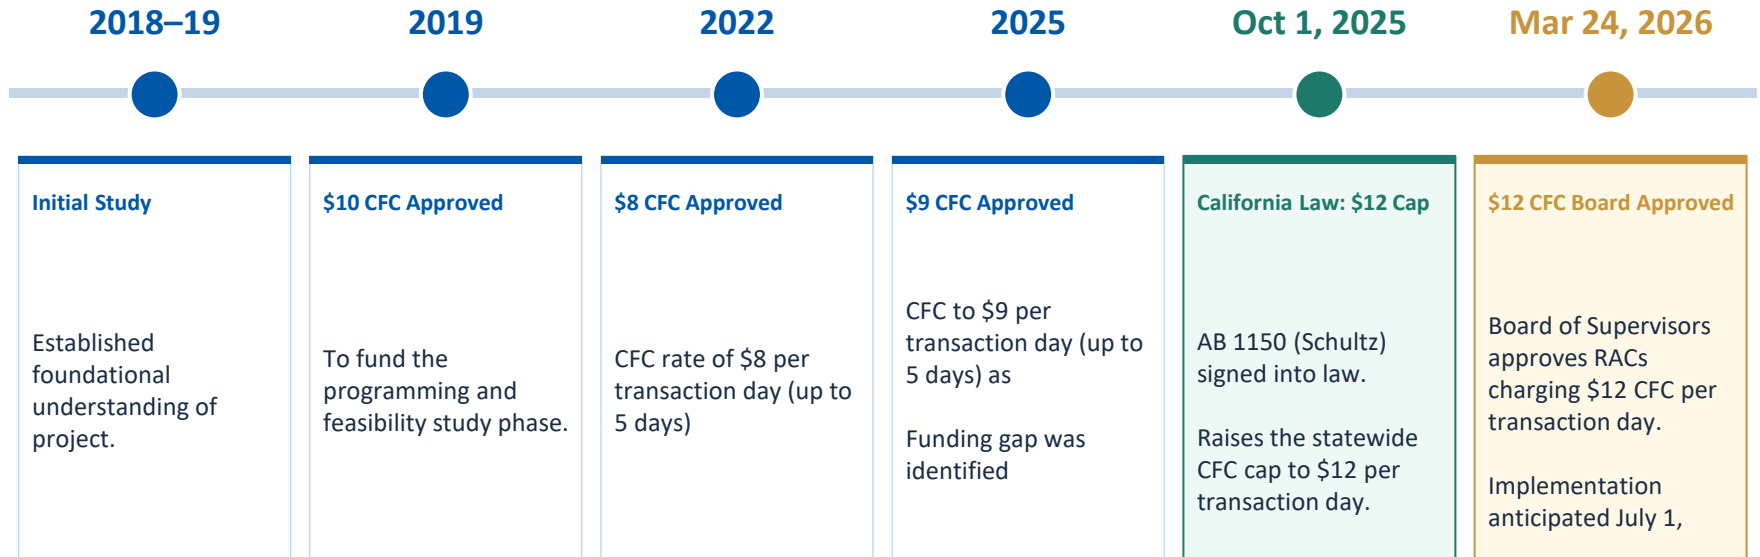 2018–19
2019
2022
2025
Oct 1, 2025
Mar 24, 2026
Initial Study
Established
foundational
understanding of
project.
$10 CFC Approved
To fund the
programming and
feasibility study phase.
$8 CFC Approved
CFC rate of $8 per
transaction day (up to
5 days)
$9 CFC Approved
CFC to $9 per
transaction day (up to
5 days) as
Funding gap was
identified
California Law: $12 Cap
AB 1150 (Schultz)
signed into law.
Raises the statewide
CFC cap to $12 per
transaction day.
$12 CFC Board Approved
Board of Supervisors
approves RACs
charging $12 CFC per
transaction day.
Implementation
anticipated July 1,